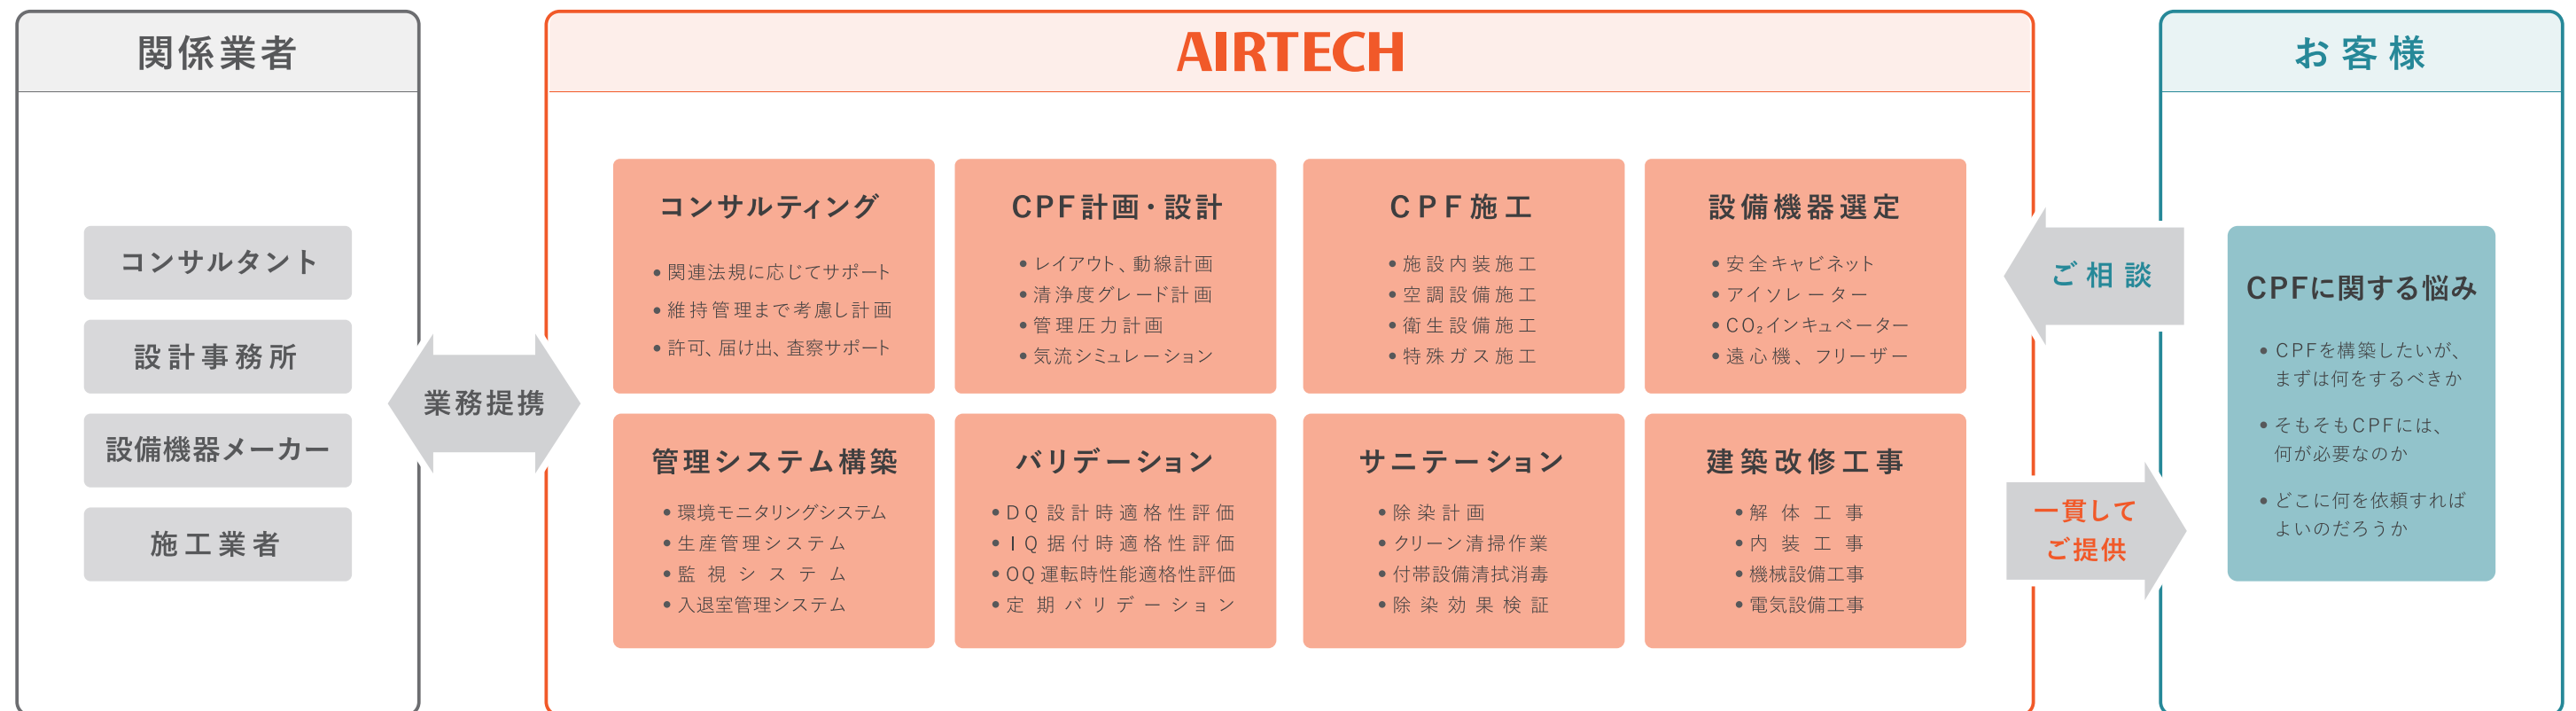 関係業者
コンサルタント
設計事務所
設備機器メーカー
施工業者
業務提携
AIRTECH
コンサルティング
• 関連法規に応じてサポート
• 維持管理まで考慮し計画
• 許可、届け出、査察サポート
CPF計画・設計
• レイアウト、動線計画
• 清浄度グレード計画
• 管理圧力計画
• 気流シミュレーション
CPF施工
• 施設内装施工
• 空調設備施工
• 衛生設備施工
• 特殊ガス施工
設備機器選定
• 安全キャビネット
• アイソレーター
• CO₂インキュベーター
• 遠心機、フリーザー
管理システム構築
• 環境モニタリングシステム
• 生産管理システム
• 監視システム
• 入退室管理システム
バリデーション
• DQ設計時適格性評価
• IQ据付時適格性評価
• OQ運転時性能適格性評価
• 定期バリデーション
サニテーション
• 除染計画
• クリーン清掃作業
• 付帯設備清拭消毒
• 除染効果検証
建築改修工事
• 解体工事
• 内装工事
• 機械設備工事
• 電気設備工事
ご相談
一貫して
ご提供
お客様
CPFに関する悩み
• CPFを構築したいが、
まずは何をするべきか
• そもそもCPFには、
何が必要なのか
• どこに何を依頼すれば
よいのだろうか